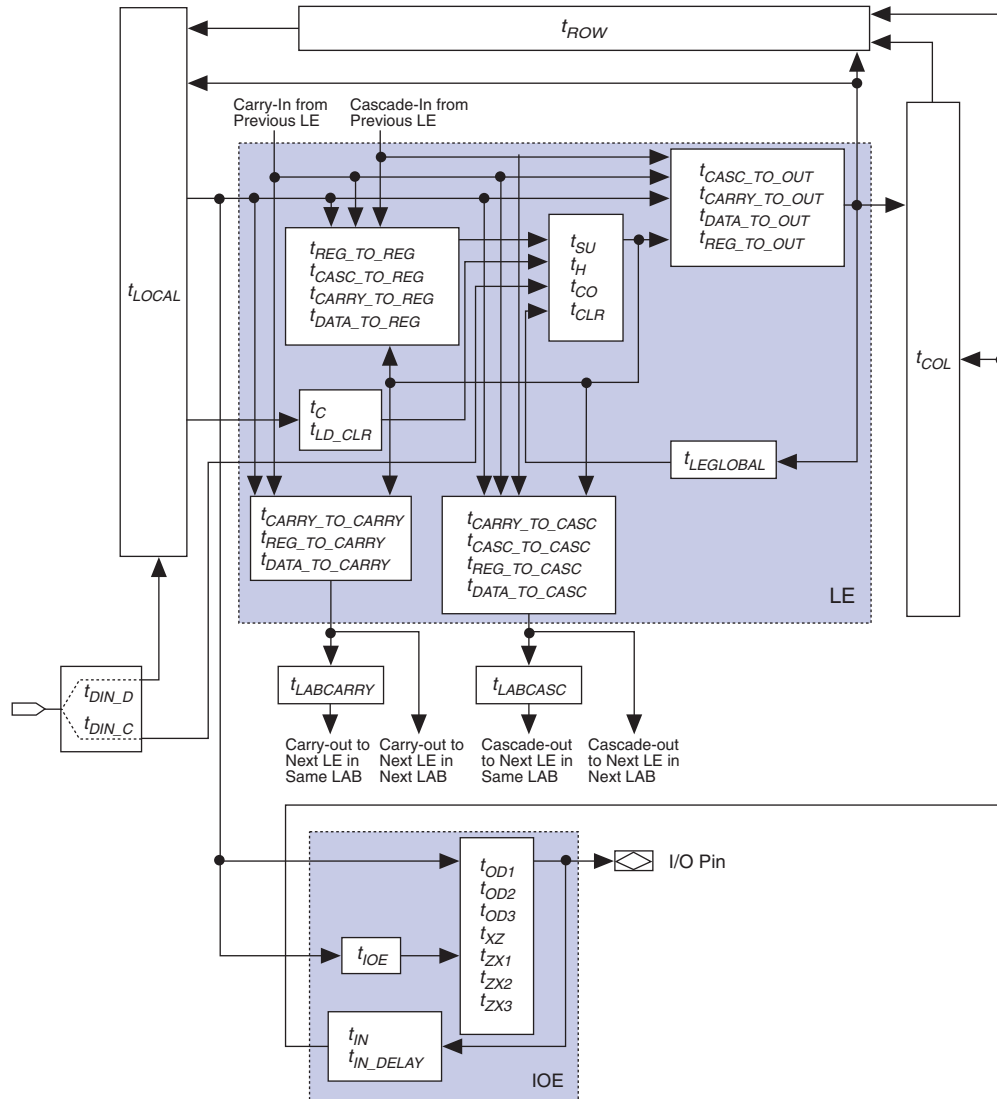 tROW
Carry-In from
Previous LE
Cascade-In from
Previous LE
tCASC_TO_OUT
tCARRY_TO_OUT
tDATA_TO_OUT
tREG_TO_OUT
tREG_TO_REG
tCASC_TO_REG
tCARRY_TO_REG
tDATA_TO_REG
tSU
tH
tCO
tCLR
tLOCAL
tCOL
tC
tLD_CLR
tLEGLOBAL
tCARRY_TO_CARRY
tREG_TO_CARRY
tDATA_TO_CARRY
tCARRY_TO_CASC
tCASC_TO_CASC
tREG_TO_CASC
tDATA_TO_CASC
LE
tDIN_D
tDIN_C
tLABCARRY
tLABCASC
Carry-out to
Next LE in
Same LAB
Carry-out to
Next LE in
Next LAB
Cascade-out
to Next LE in
Same LAB
Cascade-out
to Next LE in
Next LAB
tOD1
tOD2
tOD3
tXZ
tZX1
tZX2
tZX3
I/O Pin
tIOE
tIN
tIN_DELAY
IOE